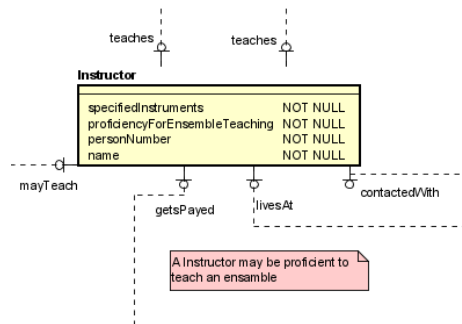 teaches
teaches
Instructor
specifiedInstruments NOT NULL
proficiencyForEnsembleTeaching NOT NULL
personNumber NOT NULL
name NOT NULL
mayTeach
getsPayed
livesAt
contactedWith
A Instructor may be proficient to
teach an ensamble